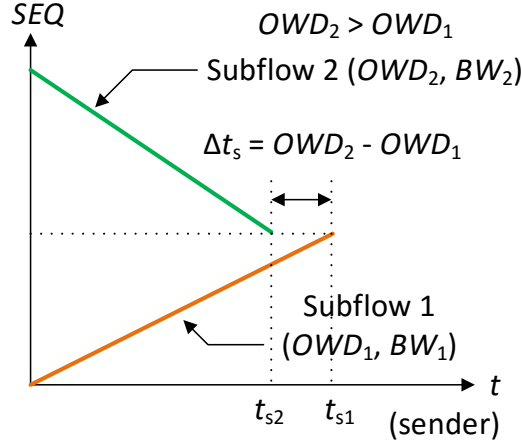 SEQ
OWD₂ > OWD₁
Subflow 2 (OWD₂, BW₂)
Δtₛ = OWD₂ - OWD₁
Subflow 1
(OWD₁, BW₁)
t
tₛ₂ tₛ₁
(sender)